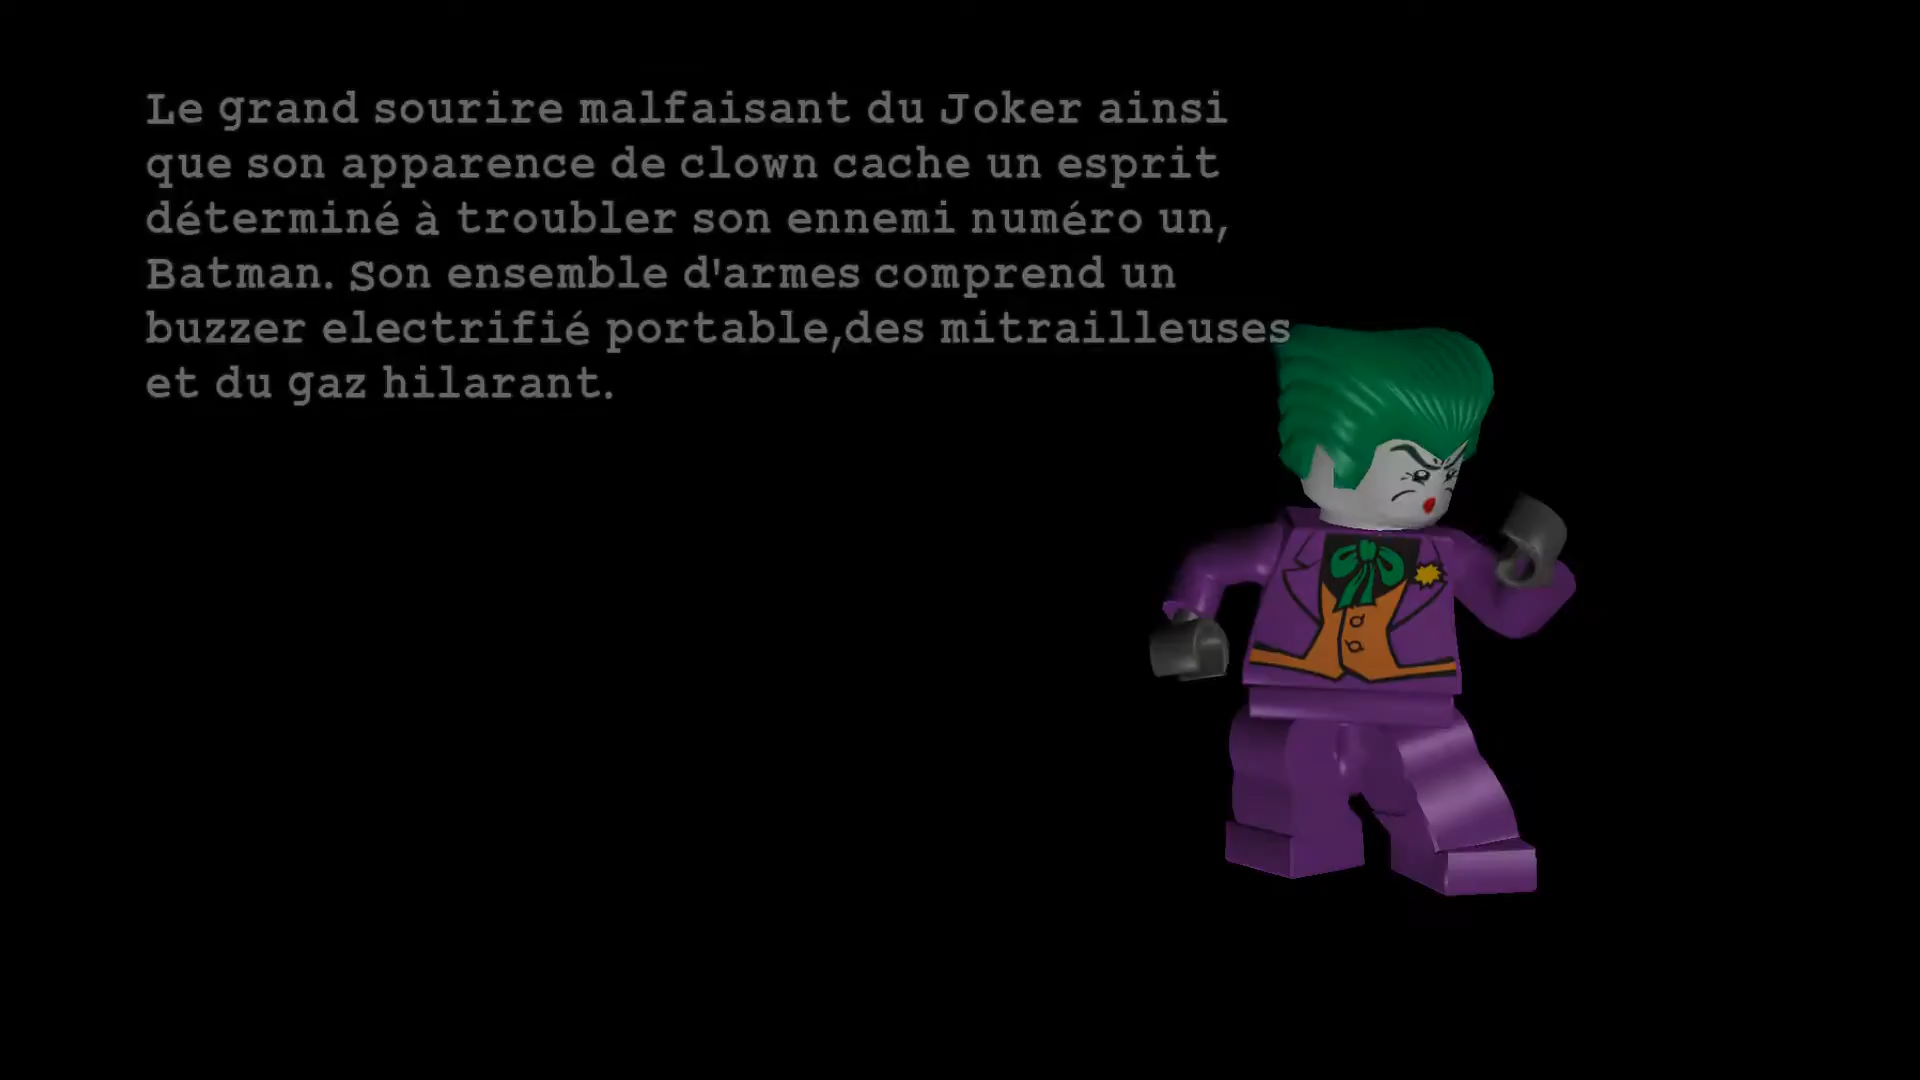 Le grand sourire malfaisant du Joker ainsi
que son apparence de clown cache un esprit
déterminé à troubler son ennemi numéro un,
Batman. Son ensemble d'armes comprend un
buzzer electrifié portable,des mitrailleuses
et du gaz hilarant.